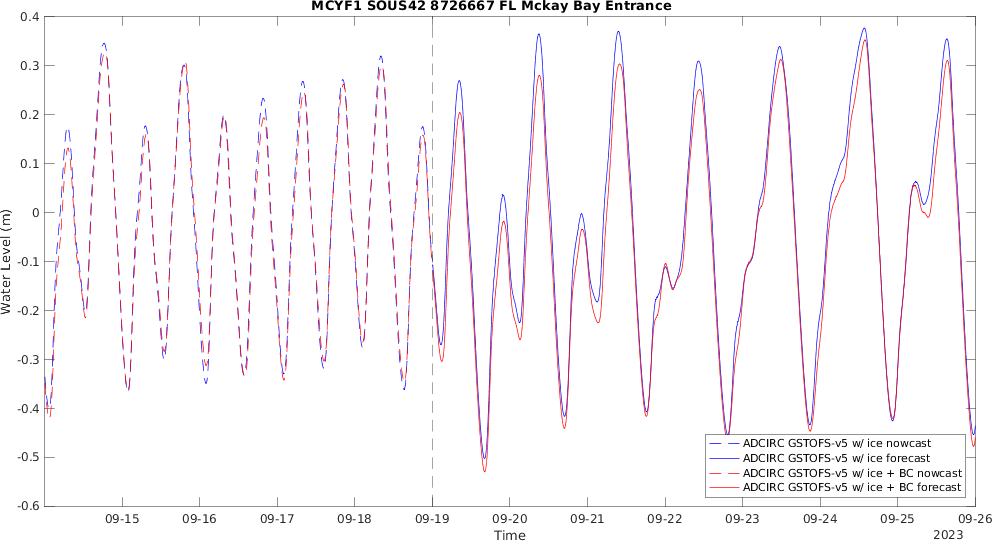 MCYF1 SOUS42 8726667 FL Mckay Bay Entrance
0.4
0.3
0.2
0.1
0
-0.1
-0.2
-0.3
-0.4
-0.5
-0.6
Water Level (m)
ADCIRC GSTOFS-v5 w/ ice nowcast
ADCIRC GSTOFS-v5 w/ ice forecast
ADCIRC GSTOFS-v5 w/ ice + BC nowcast
ADCIRC GSTOFS-v5 w/ ice + BC forecast
09-15 09-16 09-17 09-18 09-19 09-20 09-21 09-22 09-23 09-24 09-25 09-26
Time 2023